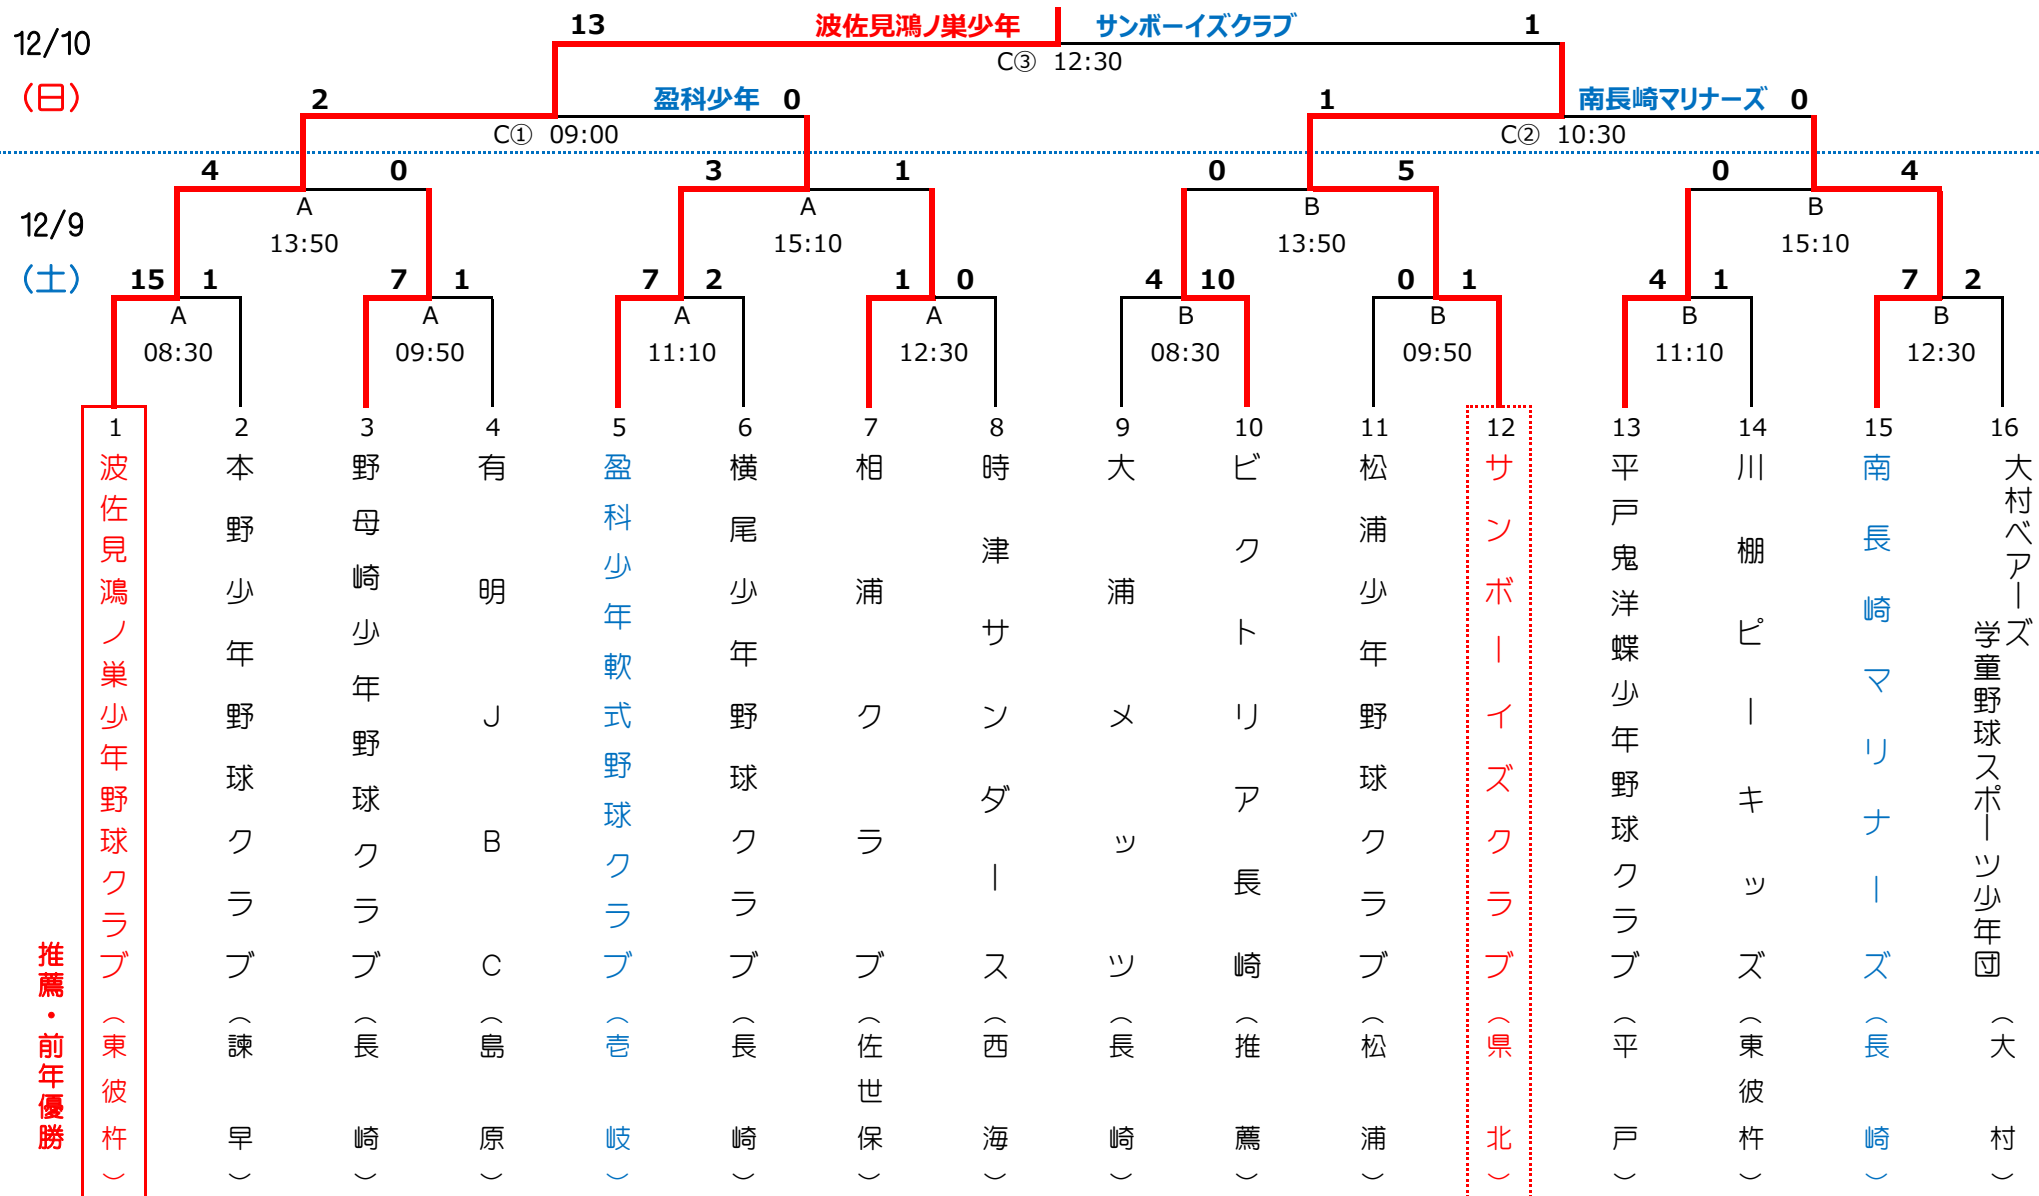 13 波佐見鴻ノ巣少年 サンボーイズクラブ 1
12/10
C③ 12:30
(日)
2 盈科少年 0 1 南長崎マリナーズ 0
C① 09:00 C② 10:30
4 0 3 1 0 5 0 4
A A B B
12/9
13:50 15:10 13:50 15:10
(土)
15 1 7 1 7 2 1 0 4 10 0 1 4 1 7 2
A A A A B B B B
08:30 09:50 11:10 12:30 08:30 09:50 11:10 12:30
1 2 3 4 5 6 7 8 9 10 11 12 13 14 15 16
波佐見鴻ノ巣少年野球クラブ(東彼杵)
本野少年野球クラブ(諫早)
野母崎少年野球クラブ(長崎)
有明JBC(島原)
盈科少年軟式野球クラブ(壱岐)
横尾少年野球クラブ(長崎)
相浦クラブ(佐世保)
時津サンダース(西海)
大浦メッツ(長崎)
ビクトリア長崎(推薦)
松浦少年野球クラブ(松浦)
サンボーイズクラブ(県北)
平戸鬼洋蝶少年野球クラブ(平戸)
川棚ピーキッズ(東彼杵)
南長崎マリナーズ(長崎)
大村ベアーズ
学童野球スポーツ少年団(大村)
推薦・前年優勝